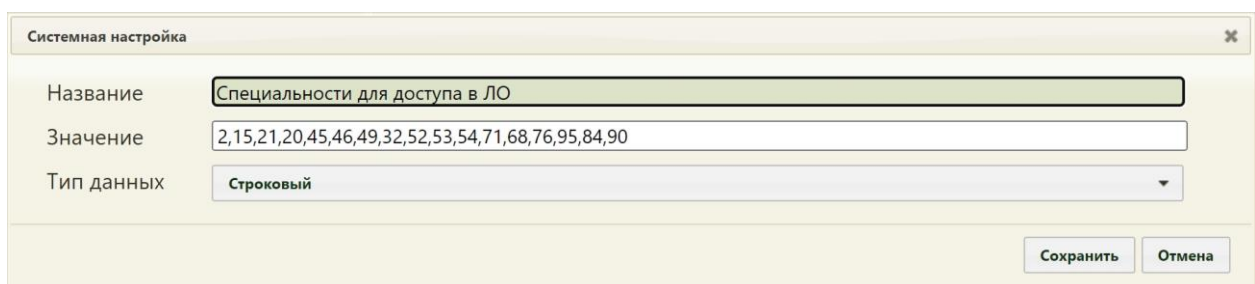 Системная настройка
Название Специальности для доступа в ЛО
Значение 2,15,21,20,45,46,49,32,52,53,54,71,68,76,95,84,90
Тип данных Строковый
Сохранить Отмена